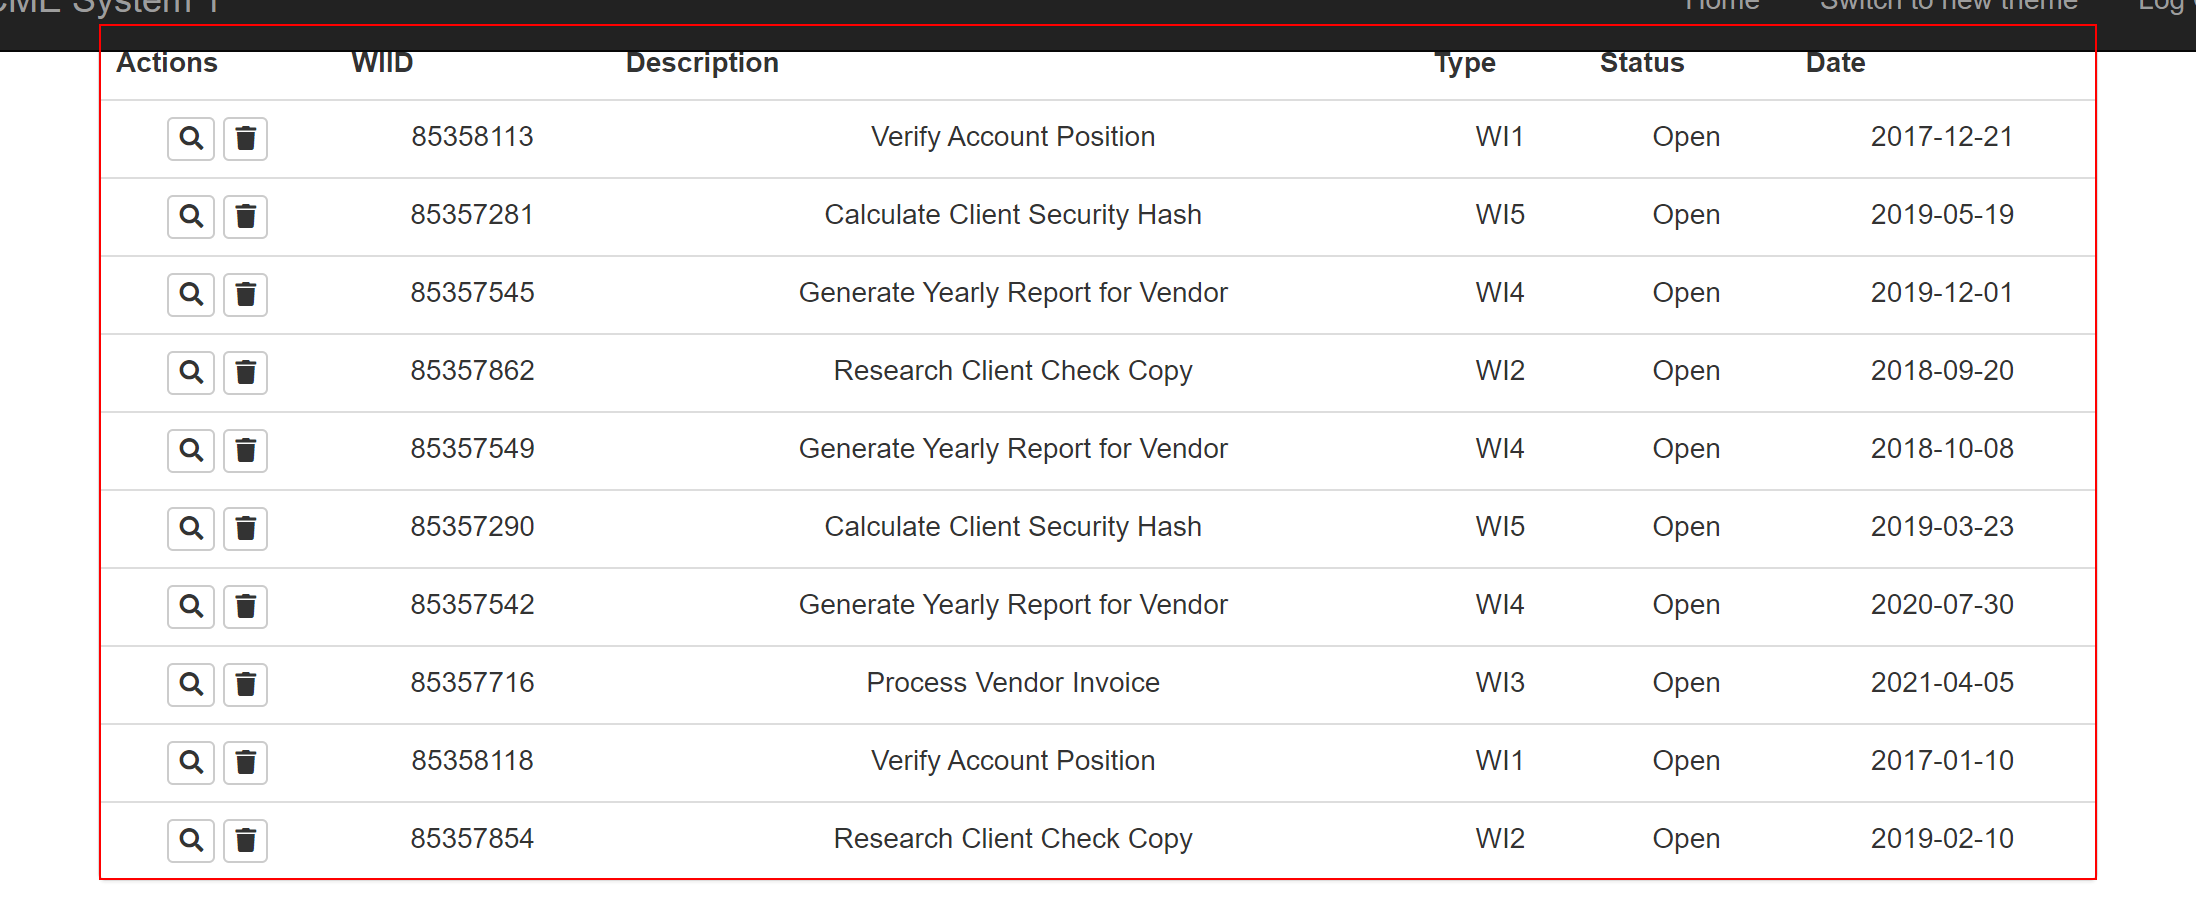 System 1 Home Switch to new theme Log
Actions WIID Description Type Status Date
85358113 Verify Account Position WI1 Open 2017-12-21
85357281 Calculate Client Security Hash WI5 Open 2019-05-19
85357545 Generate Yearly Report for Vendor WI4 Open 2019-12-01
85357862 Research Client Check Copy WI2 Open 2018-09-20
85357549 Generate Yearly Report for Vendor WI4 Open 2018-10-08
85357290 Calculate Client Security Hash WI5 Open 2019-03-23
85357542 Generate Yearly Report for Vendor WI4 Open 2020-07-30
85357716 Process Vendor Invoice WI3 Open 2021-04-05
85358118 Verify Account Position WI1 Open 2017-01-10
85357854 Research Client Check Copy WI2 Open 2019-02-10